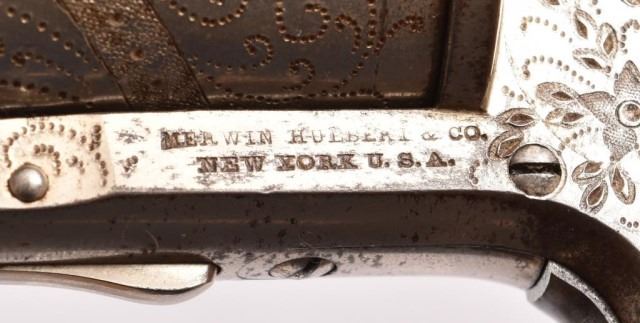 MERWIN HULBERT & CO.
NEW YORK U.S.A.